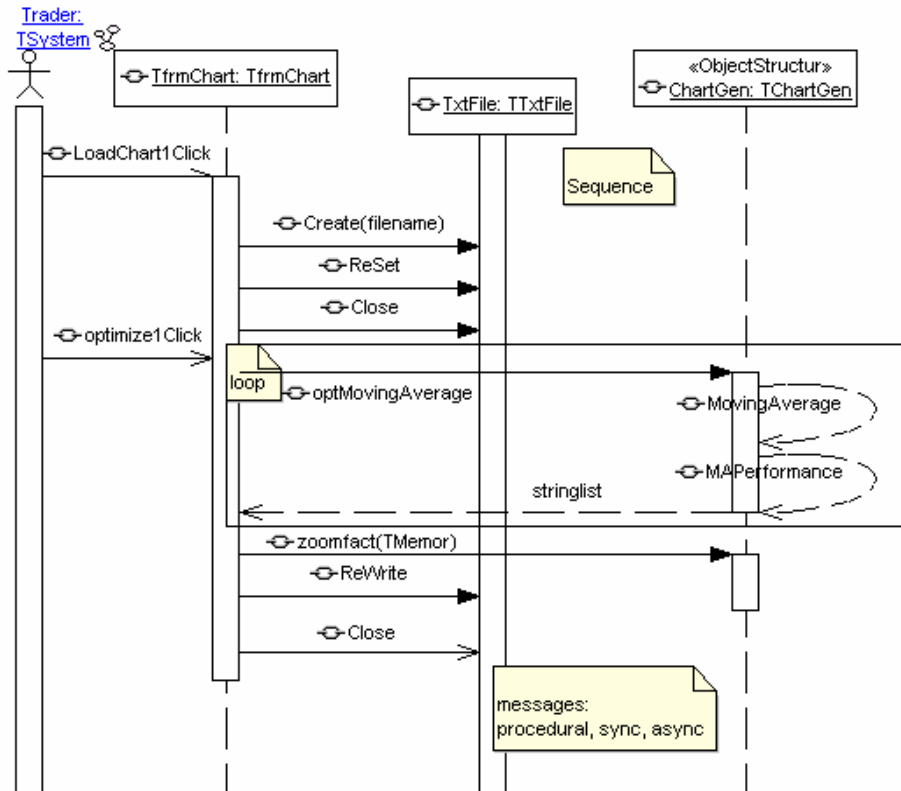 Trader:
TSystem
TfrmChart: TfrmChart
TxtFile: TTxtFile
«ObjectStructur»
ChartGen: TChartGen
LoadChart1Click
Sequence
Create(filename)
ReSet
Close
optimize1Click
loop
optMovingAverage
MovingAverage
MAPerformance
stringlist
zoomfact(TMemor)
ReWrite
Close
messages:
procedural, sync, async